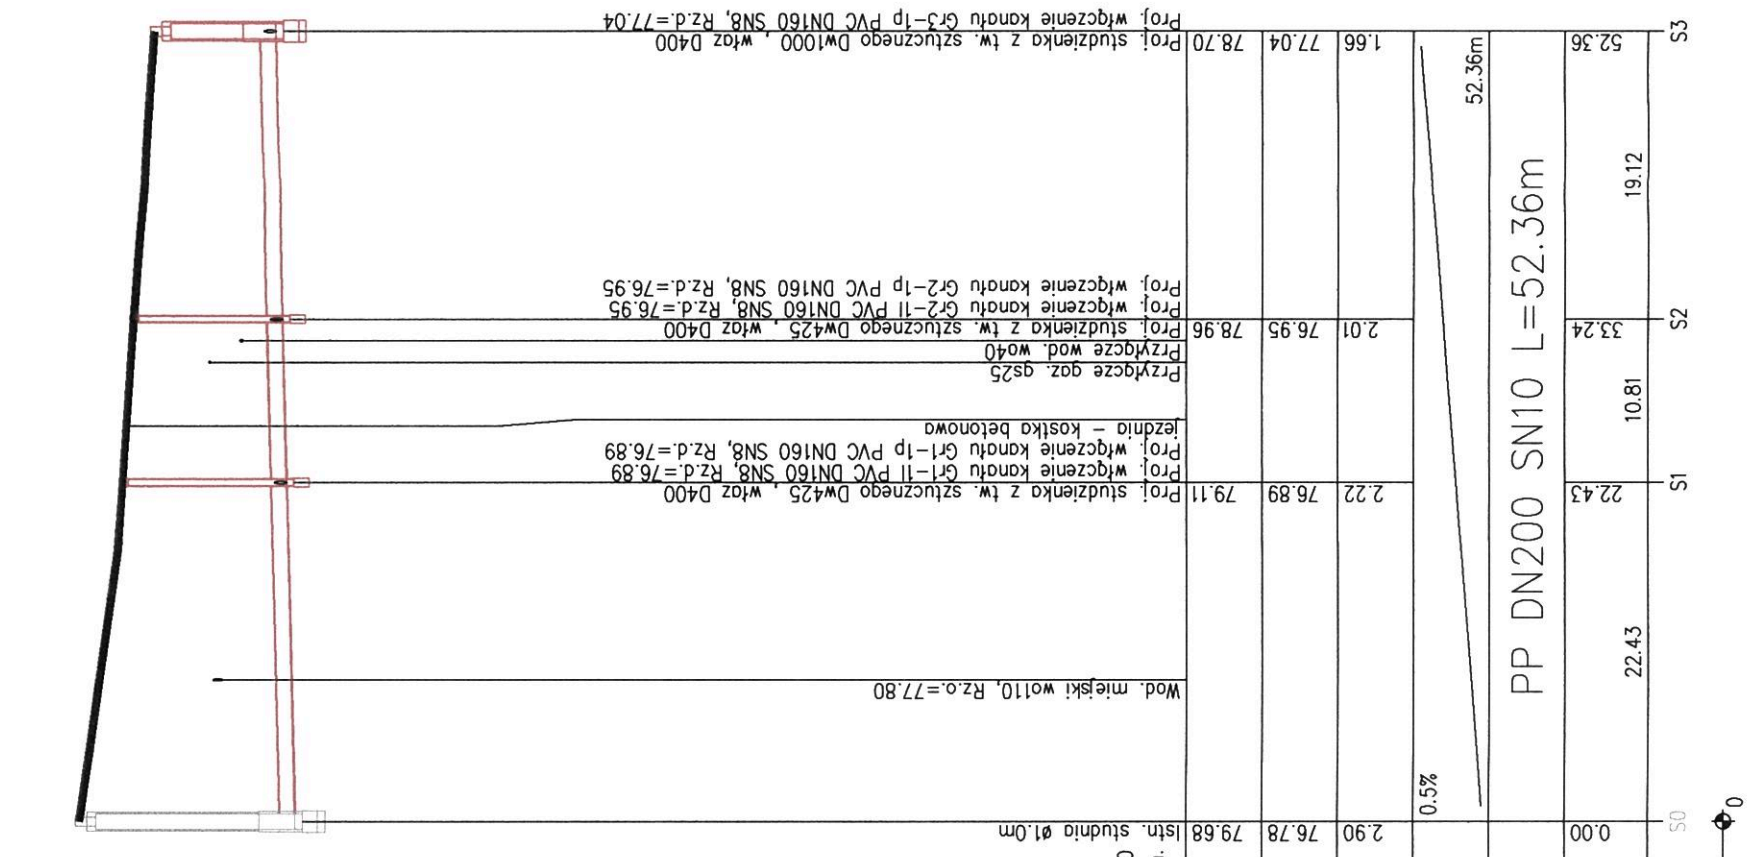 Proj. włączenie kanału Gr3-1p PVC DN160 SN8, Rz.d.=77.04
Proj. studzienka z tw. sztucznego Dw1000 , właz D400
78.70
77.04
1.66
52.36m
52.36
S3
19.12
Proj. włączenie kanału Gr2-1p PVC DN160 SN8, Rz.d.=76.95
Proj. włączenie kanału Gr2-1l PVC DN160 SN8, Rz.d.=76.95
Proj. studzienka z tw. sztucznego Dw425 , właz D400
78.96
76.95
2.01
33.24
S2
Przyłącze wod. wo40
Przyłącze gaz. gs25
10.81
jezdnia – kostka betonowa
Proj. włączenie kanału Gr1-1p PVC DN160 SN8, Rz.d.=76.89
Proj. włączenie kanału Gr1-1l PVC DN160 SN8, Rz.d.=76.89
Proj. studzienka z tw. sztucznego Dw425 , właz D400
79.11
76.89
2.22
22.43
S1
PP DN200 SN10 L=52.36m
22.43
Wod. miejski wo110, Rz.o.=77.80
0.5%
Istn. studnia ø1.0m
79.68
76.78
2.90
0.00
S0
0